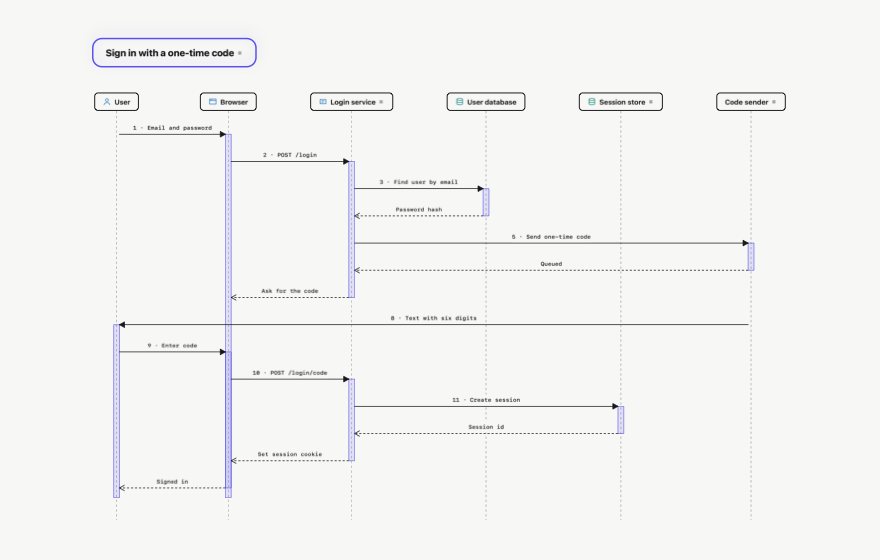 Sign in with a one-time code
User
Browser
Login service
User database
Session store
Code sender
1 · Email and password
2 · POST /login
3 · Find user by email
Password hash
5 · Send one-time code
Queued
Ask for the code
8 · Text with six digits
9 · Enter code
10 · POST /login/code
11 · Create session
Session id
Set session cookie
Signed in